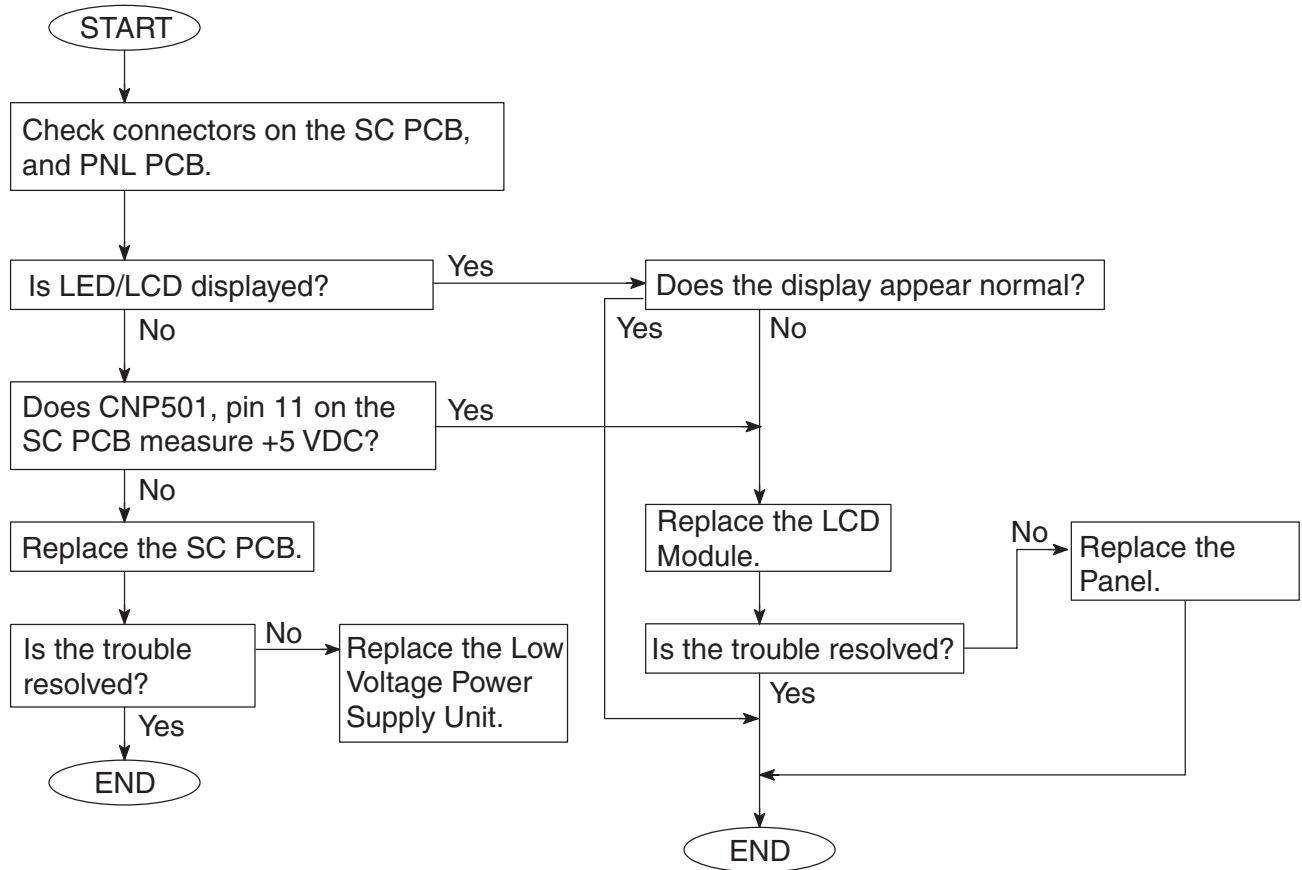 START
Check connectors on the SC PCB,
and PNL PCB.
Is LED/LCD displayed?
Yes
Does the display appear normal?
No
Yes
No
Does CNP501, pin 11 on the
SC PCB measure +5 VDC?
Yes
No
Replace the SC PCB.
Replace the LCD
Module.
No
Replace the
Panel.
Is the trouble
resolved?
No
Replace the Low
Voltage Power
Supply Unit.
Is the trouble resolved?
Yes
Yes
END
END